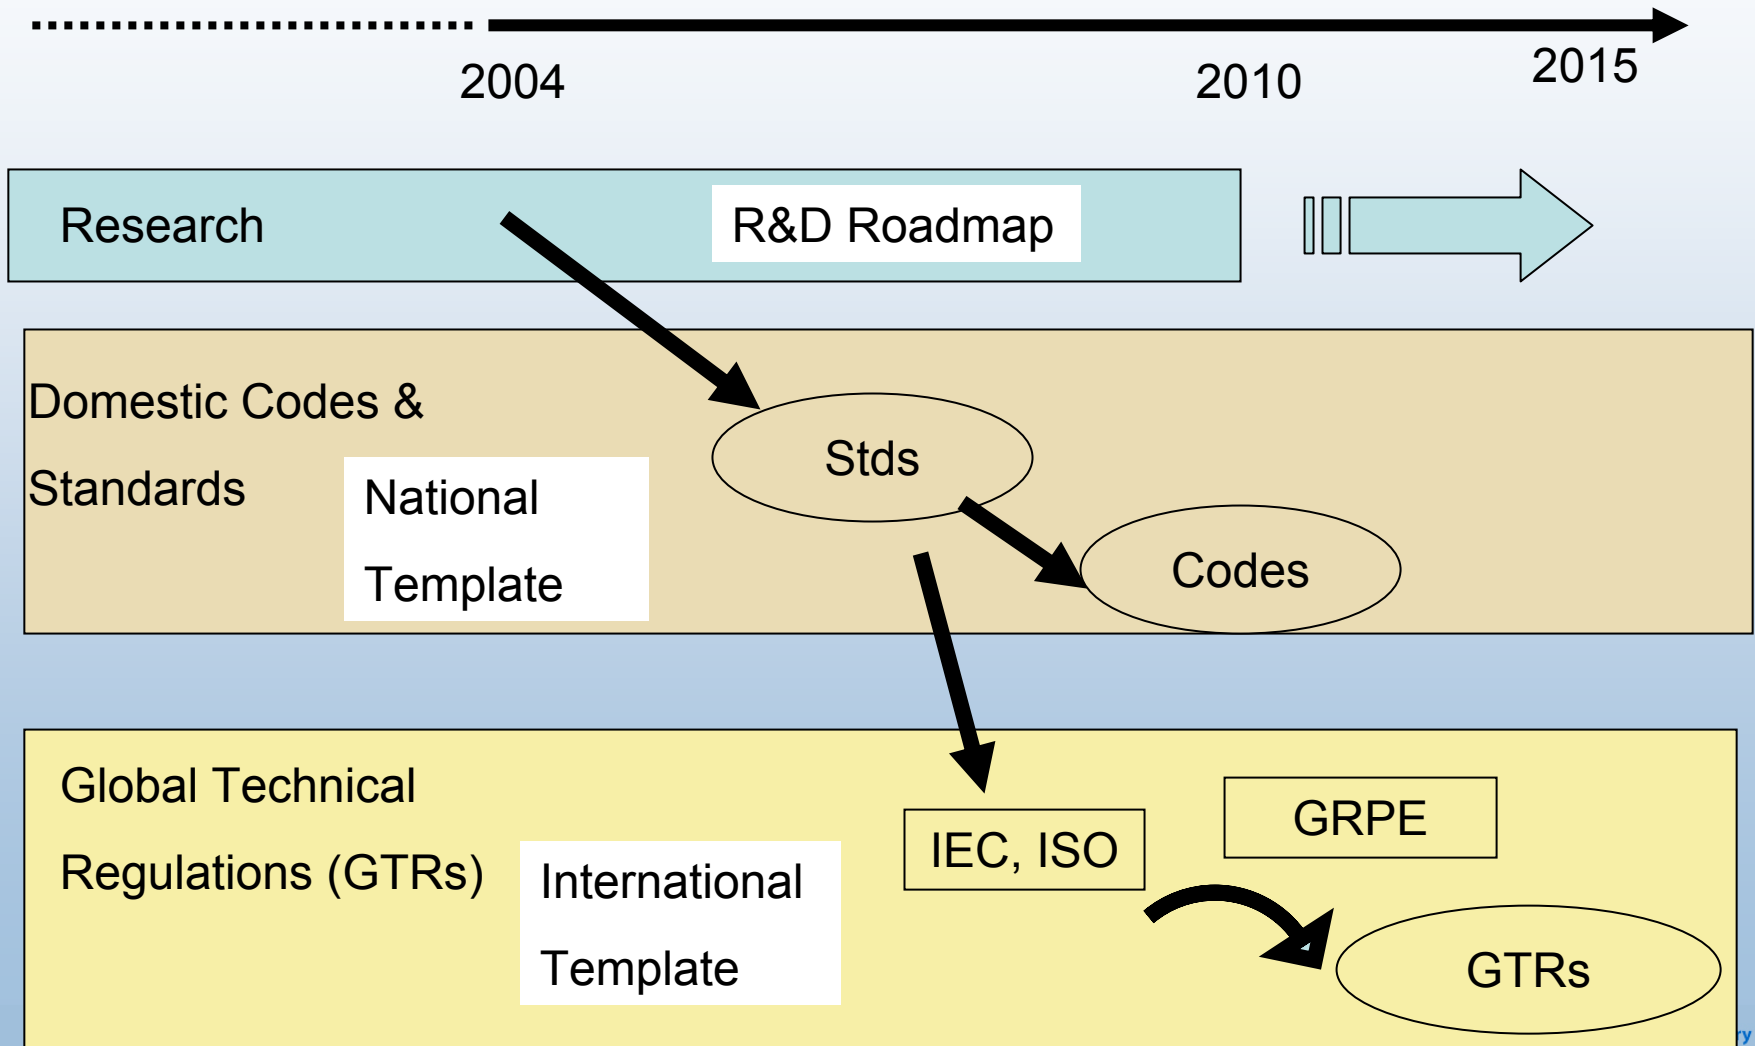 2004
2010
2015
Research
R&D Roadmap
Domestic Codes &
Standards
National
Template
Stds
Codes
Global Technical
Regulations (GTRs)
International
Template
IEC, ISO
GRPE
GTRs